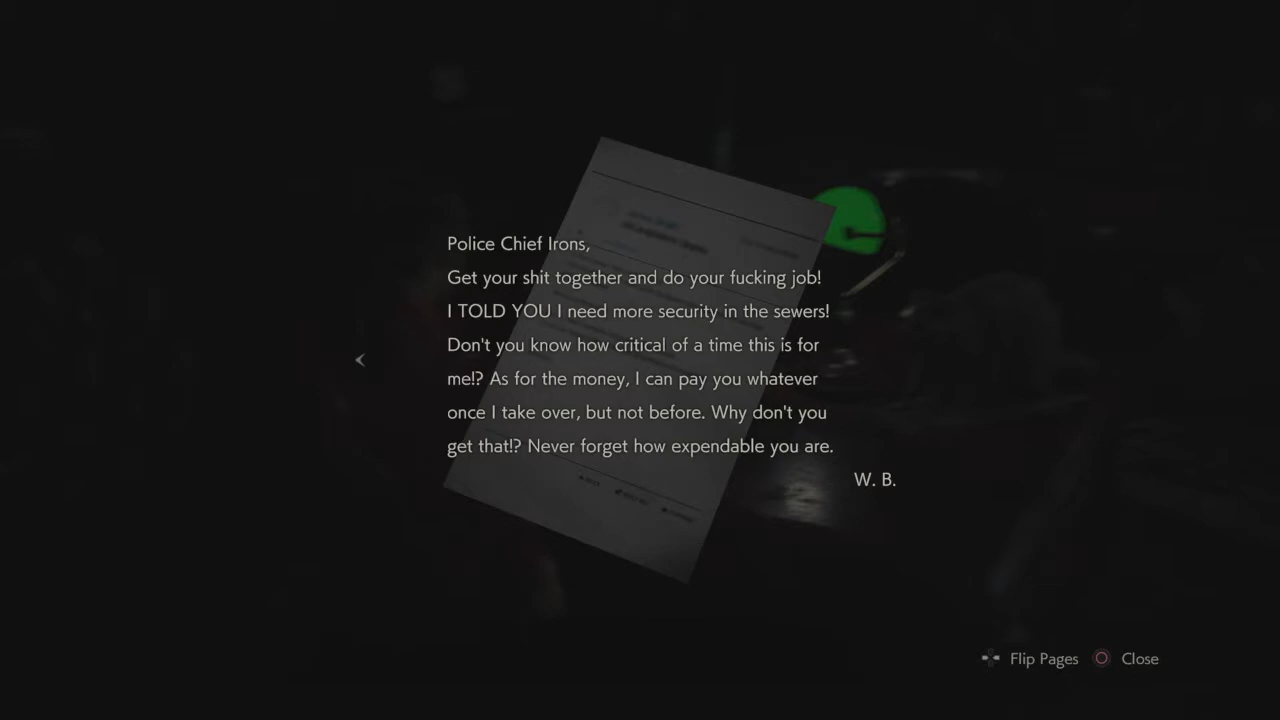 Police Chief Irons,
Get your shit together and do your fucking job!
I TOLD YOU I need more security in the sewers!
Don't you know how critical of a time this is for
me!? As for the money, I can pay you whatever
once I take over, but not before. Why don't you
get that!? Never forget how expendable you are.
W. B.
Flip Pages Close